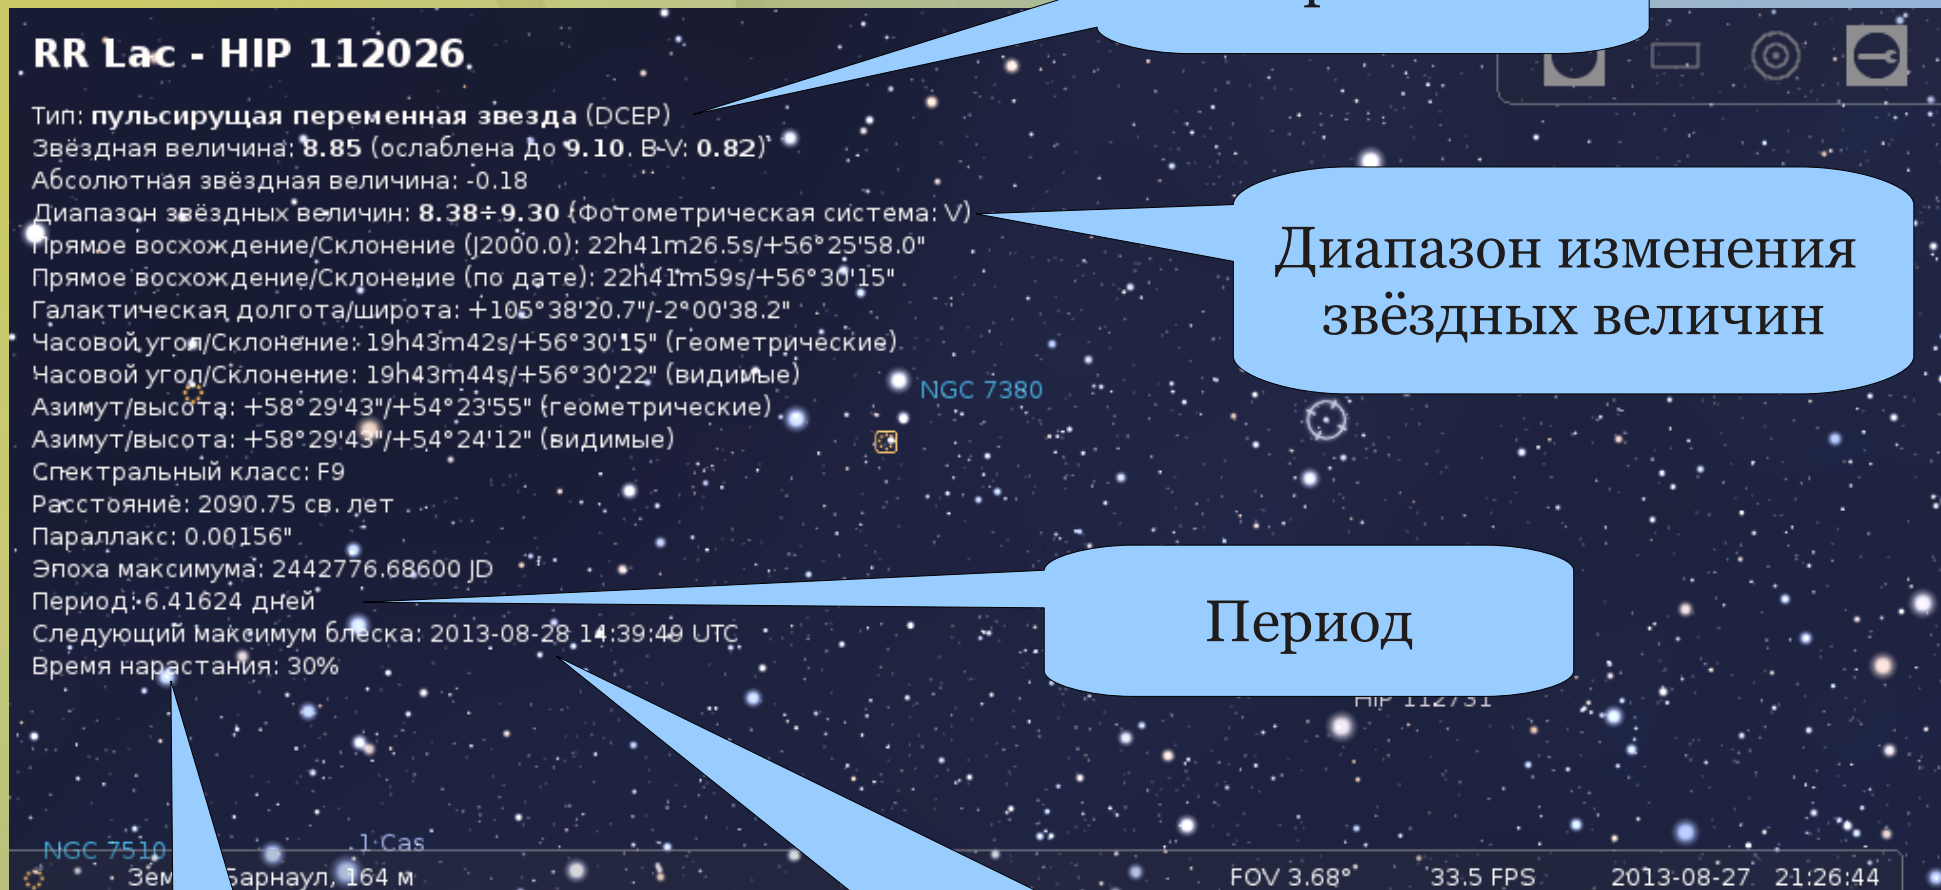 RR Lac - HIP 112026
Тип: пульсирущая переменная звезда (DCEP)
Звёздная величина: 8.85 (ослаблена до 9.10. B-V: 0.82)
Абсолютная звёздная величина: -0.18
Диапазон звёздных величин: 8.38÷9.30 (Фотометрическая система: V)
Прямое восхождение/Склонение (J2000.0): 22h41m26.5s/+56°25'58.0"
Прямое восхождение/Склонение (по дате): 22h41m59s/+56°30'15"
Галактическая долгота/широта: +105°38'20.7"/-2°00'38.2"
Часовой угол/Склонение: 19h43m42s/+56°30'15" (геометрические)
Часовой угол/Склонение: 19h43m44s/+56°30'22" (видимые)
Азимут/высота: +58°29'43"/+54°23'55" (геометрические)
Азимут/высота: +58°29'43"/+54°24'12" (видимые)
Спектральный класс: F9
Расстояние: 2090.75 св. лет
Параллакс: 0.00156"
Эпоха максимума: 2442776.68600 JD
Период: 6.41624 дней
Следующий максимум блеска: 2013-08-28 14:39:49 UTC
Время нарастания: 30%
Диапазон изменения
звёздных величин
NGC 7380
Период
HIP 112731
NGC 7510
1 Cas
Барнаул, 164 м
FOV 3.68°
33.5 FPS
2013-08-27
21:26:44